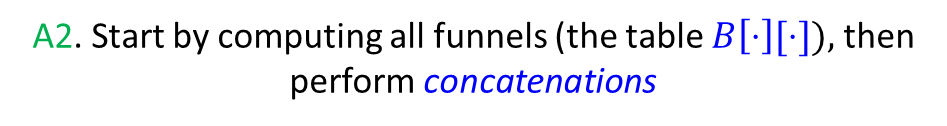 A2. Start by computing all funnels (the table B[·][·]), then
perform concatenations